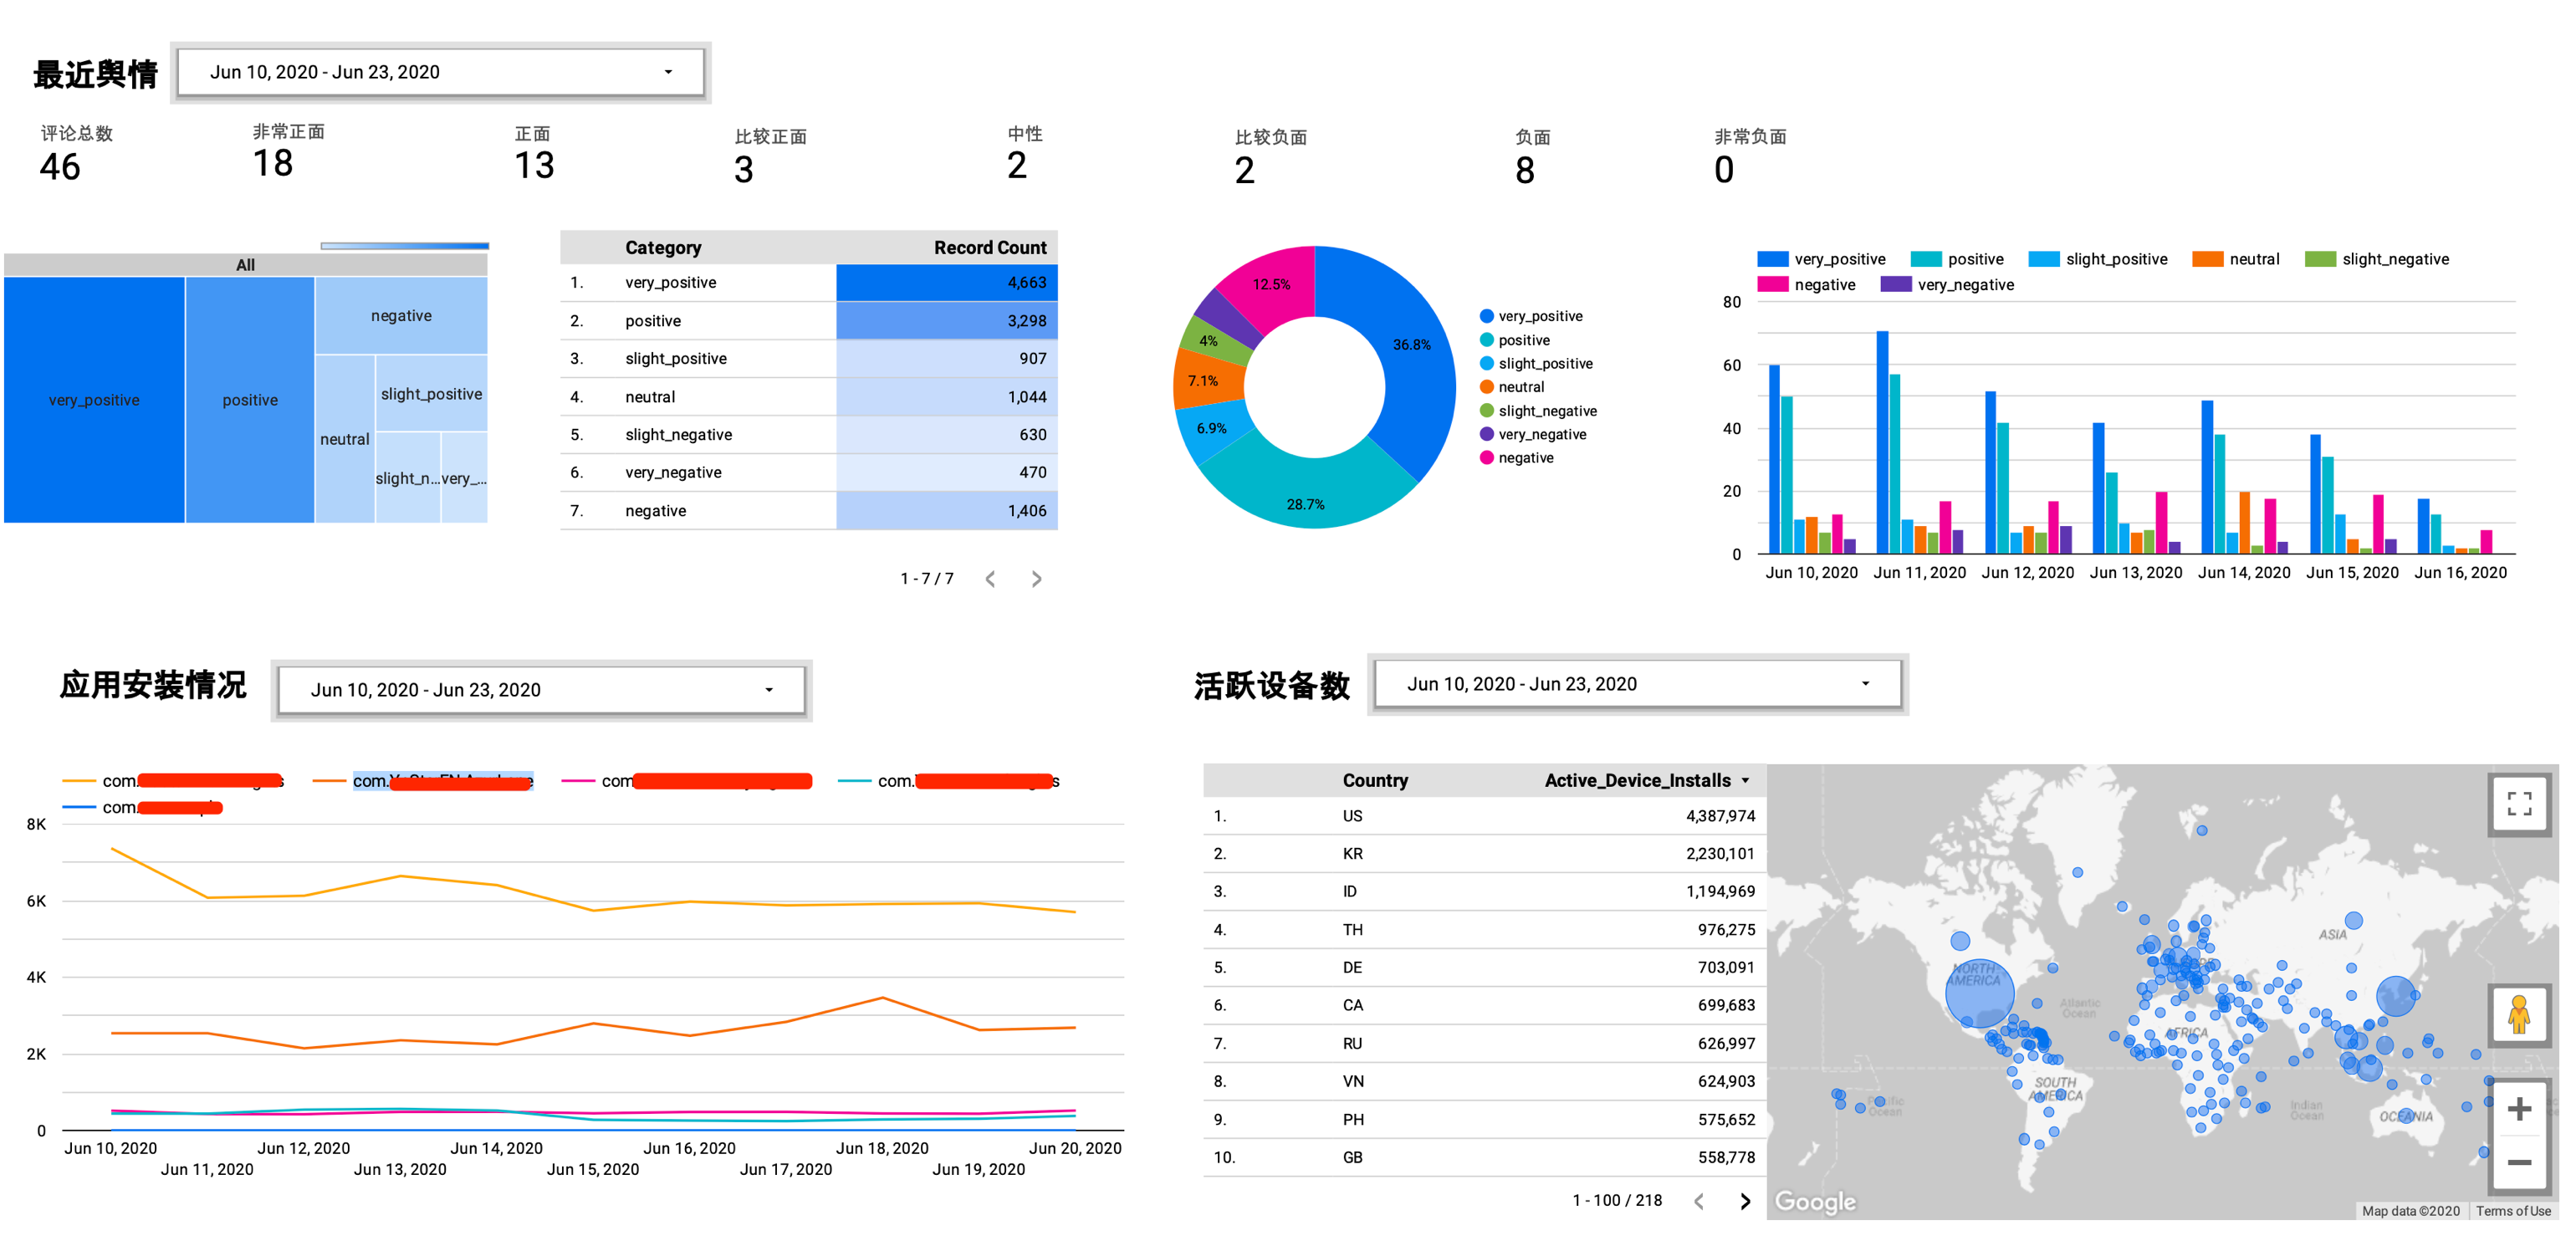 最近舆情
Jun 10, 2020 - Jun 23, 2020
评论总数
46
非常正面
18
正面
13
比较正面
3
中性
2
比较负面
2
负面
8
非常负面
0
All
very_positive
positive
negative
neutral
slight_positive
slight_n...
very_...
Category Record Count
1. very_positive 4,663
2. positive 3,298
3. slight_positive 907
4. neutral 1,044
5. slight_negative 630
6. very_negative 470
7. negative 1,406
1 - 7 / 7
36.8%
28.7%
6.9%
7.1%
4%
12.5%
very_positive
positive
slight_positive
neutral
slight_negative
very_negative
negative
very_positive positive slight_positive neutral slight_negative
negative very_negative
80
60
40
20
0
Jun 10, 2020 Jun 11, 2020 Jun 12, 2020 Jun 13, 2020 Jun 14, 2020 Jun 15, 2020 Jun 16, 2020
应用安装情况
Jun 10, 2020 - Jun 23, 2020
com. com. com com.
com.
8K
6K
4K
2K
0
Jun 10, 2020 Jun 12, 2020 Jun 14, 2020 Jun 16, 2020 Jun 18, 2020 Jun 20, 2020
Jun 11, 2020 Jun 13, 2020 Jun 15, 2020 Jun 17, 2020 Jun 19, 2020
活跃设备数
Jun 10, 2020 - Jun 23, 2020
Country Active_Device_Installs
1. US 4,387,974
2. KR 2,230,101
3. ID 1,194,969
4. TH 976,275
5. DE 703,091
6. CA 699,683
7. RU 626,997
8. VN 624,903
9. PH 575,652
10. GB 558,778
1 - 100 / 218
ASIA
NORTH
AMERICA
Atlantic
Ocean
AFRICA
SOUTH
AMERICA
Pacific
Ocean
Indian
Ocean
OCEANIA
Google
Map data ©2020 Terms of Use